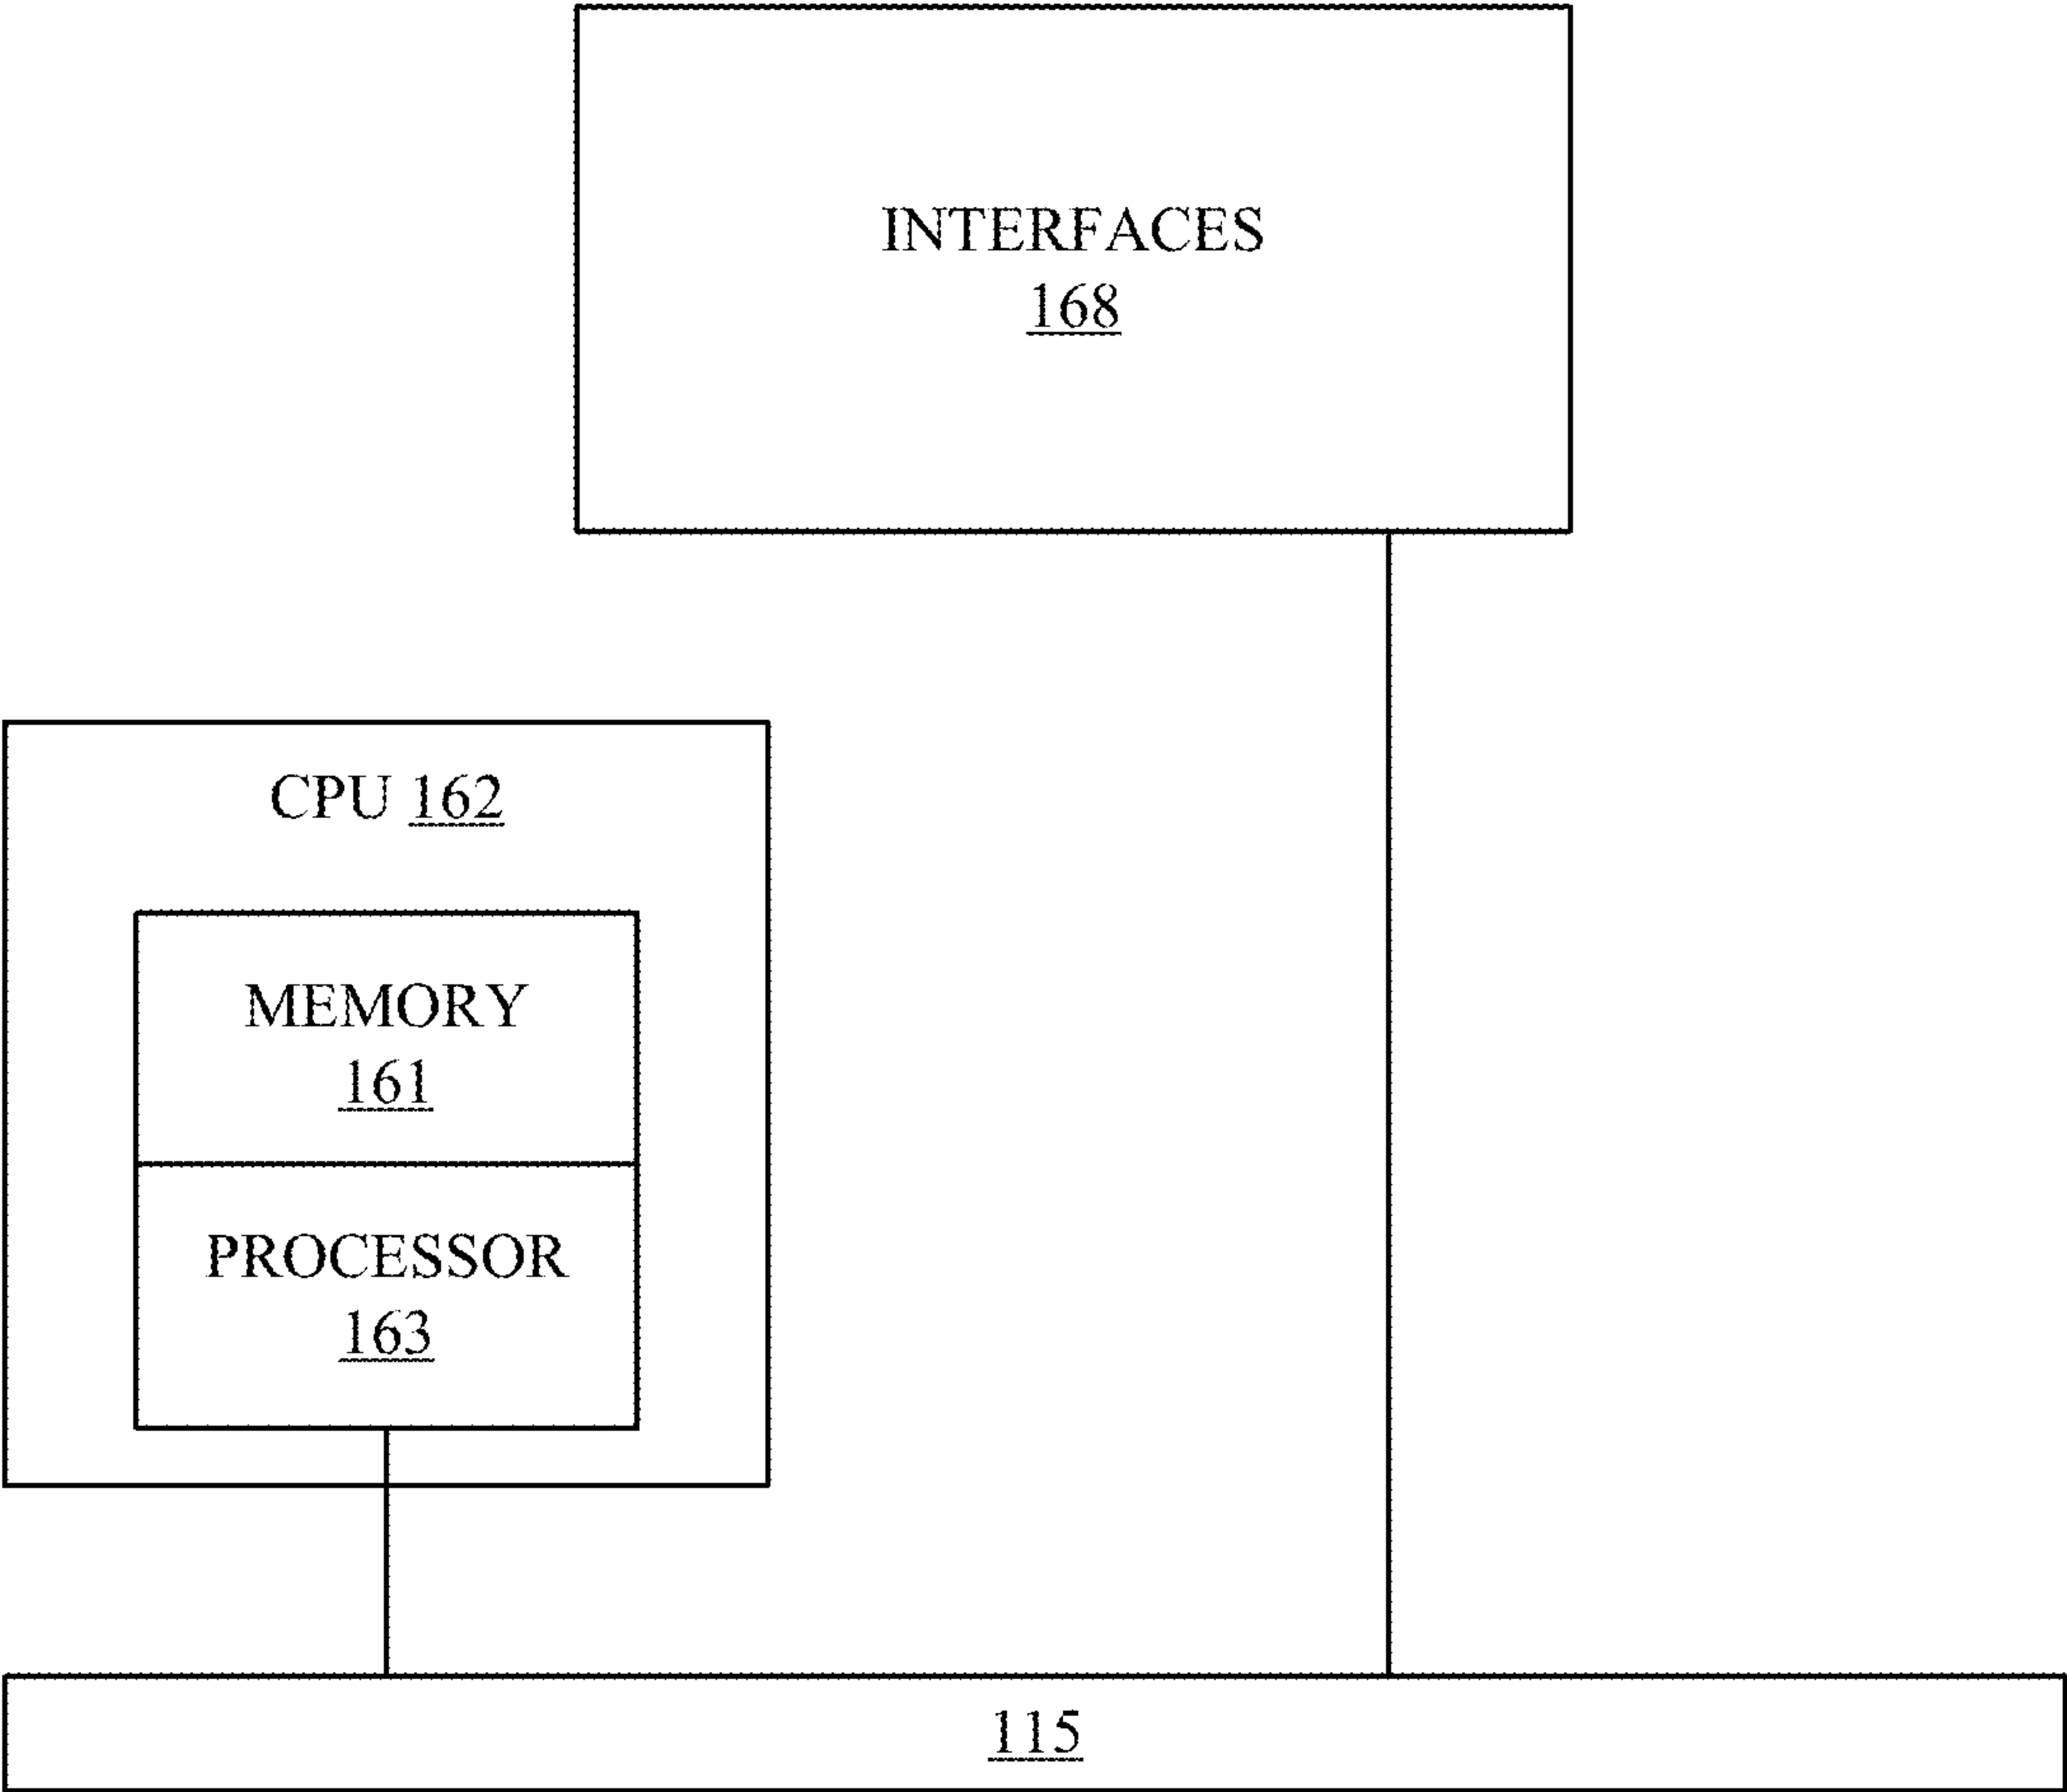 INTERFACES
168
CPU 162
MEMORY
161
PROCESSOR
163
115